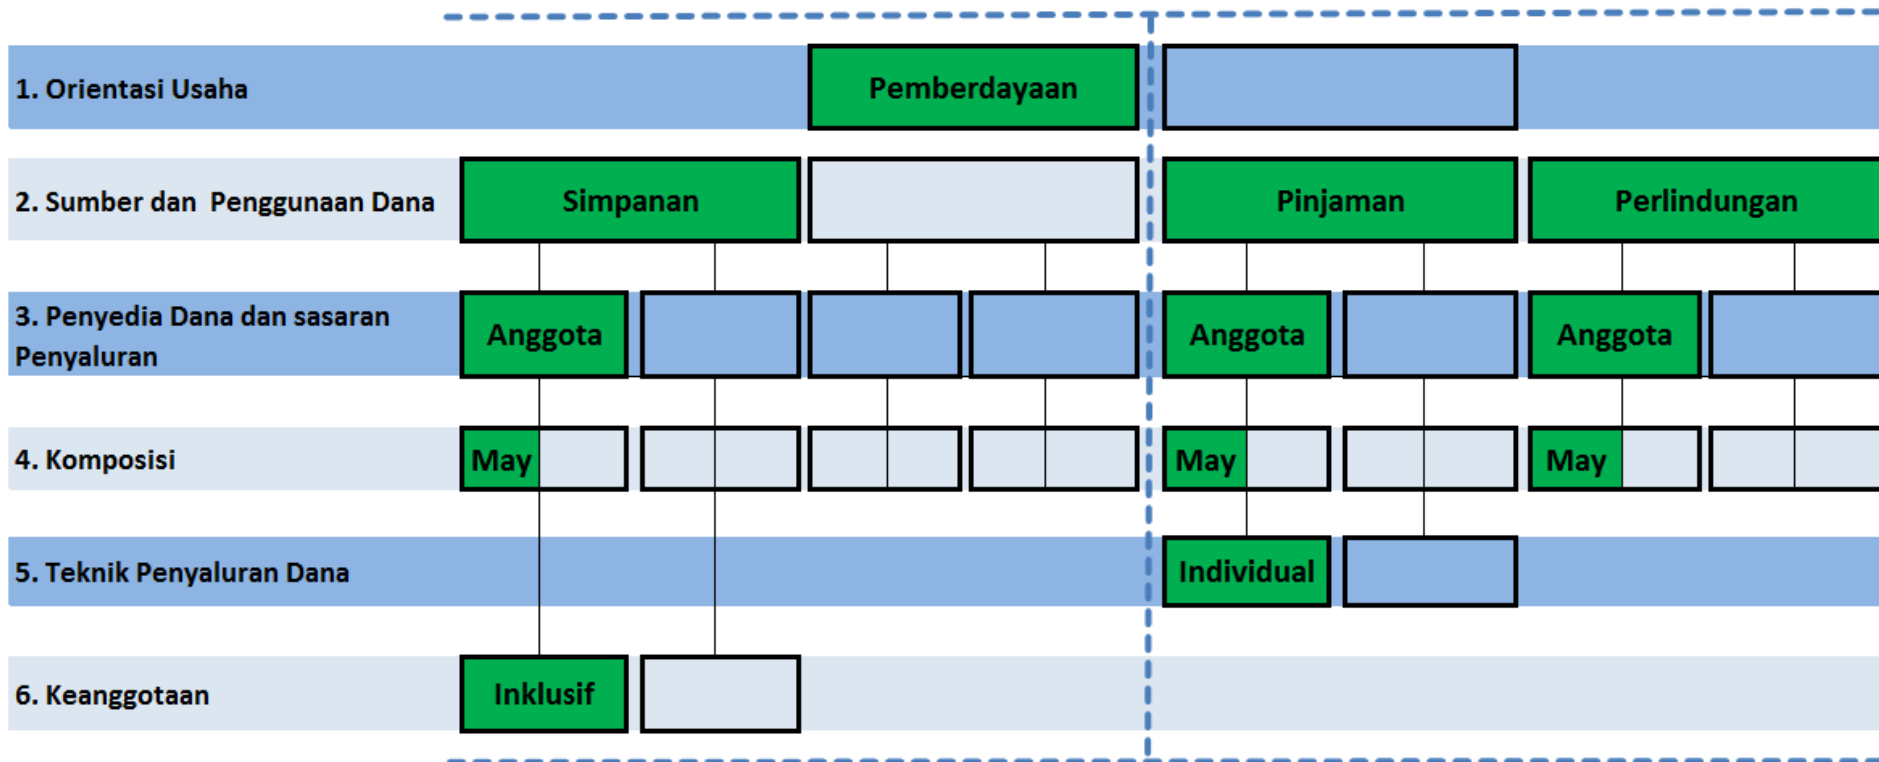 1. Orientasi Usaha
Pemberdayaan
2. Sumber dan Penggunaan Dana
Simpanan
Pinjaman
Perlindungan
3. Penyedia Dana dan sasaran
Penyaluran
Anggota
Anggota
Anggota
4. Komposisi
May
May
May
5. Teknik Penyaluran Dana
Individual
6. Keanggotaan
Inklusif